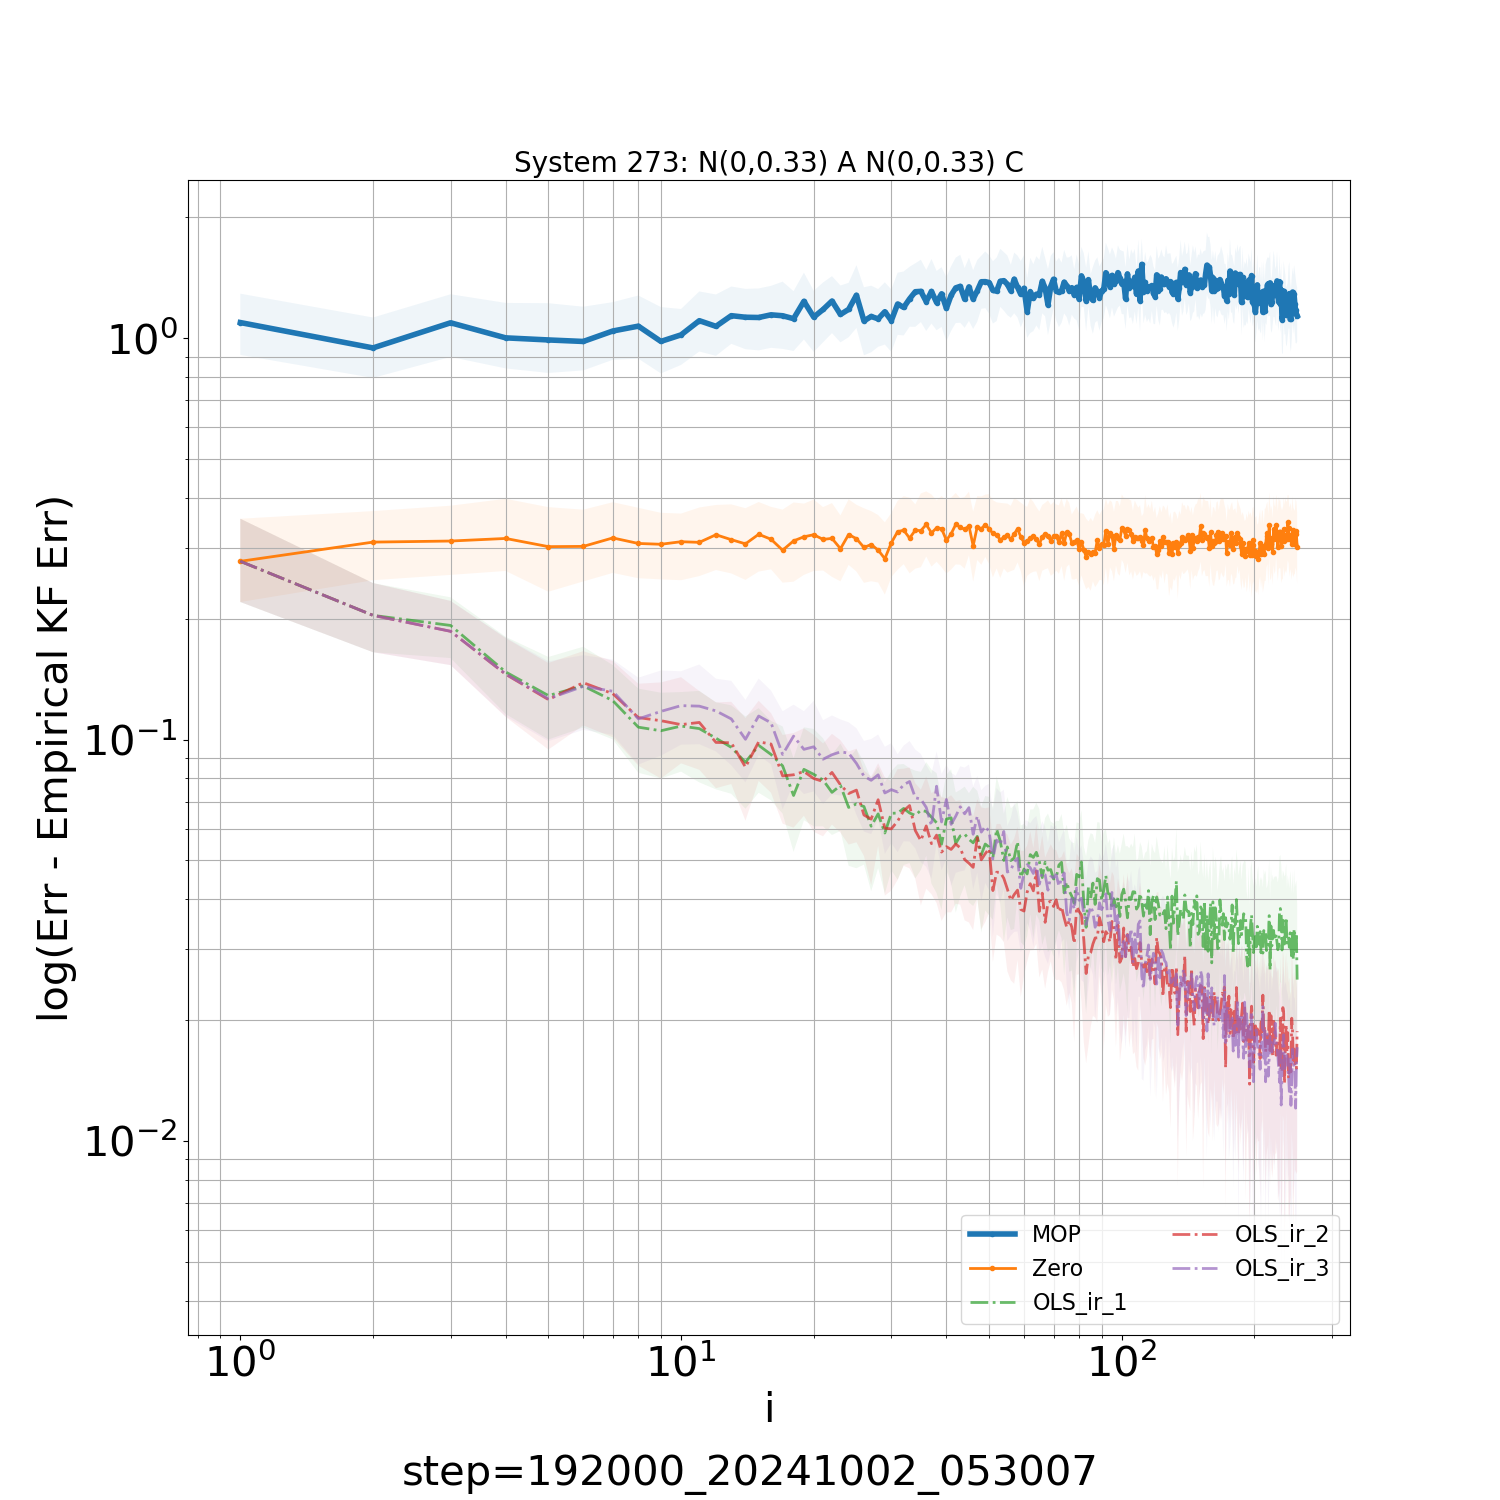 System 273: N(0,0.33) A N(0,0.33) C
log(Err - Empirical KF Err)
10^0
10^-1
10^-2
MOP
Zero
OLS_ir_1
OLS_ir_2
OLS_ir_3
10^0
10^1
10^2
i
step=192000_20241002_053007